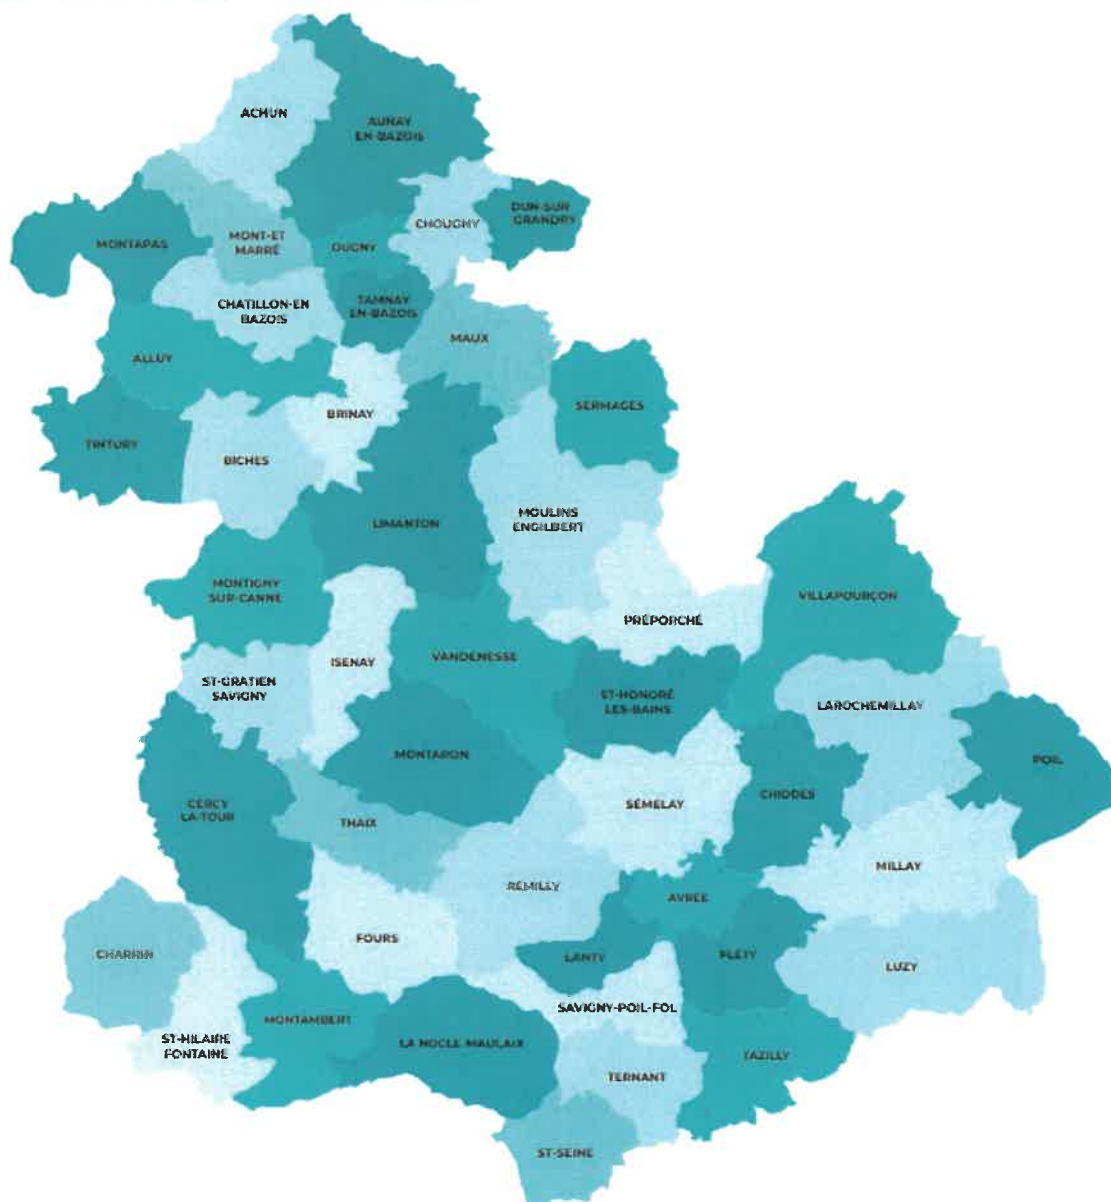 ACHUN
AUNAY
EN-BAZOIS
CHOUGNY
DUN-SUR
GRANDRY
MONTAPAS
MONT-ET
MARRÉ
OUGNY
CHATILLON-EN
BAZOIS
TAMNAY
EN-BAZOIS
MAUX
ALLUY
BRINAY
SERMAGES
TINTURY
BICHES
LIMANTON
MOULINS
ENGILBERT
MONTIGNY
SUR-CANNE
VILLAPOURÇON
PRÉPORCHÉ
ISENAY
VANDENESSE
ST-GRATIEN
SAVIGNY
ST-HONORÉ
LES-BAINS
LAROCHEMILLAY
MONTARON
POIL
CERCY
LA-TOUR
THAIX
SÉMELAY
CHIDDES
MILLAY
RÉMILLY
AVRÉE
FOURS
CHARRIN
LANTY
FLÉTY
LUZY
SAVIGNY-POIL-FOL
MONTAMBERT
ST-HILAIRE
FONTAINE
LA NOCLE-MAULAIX
TAZILLY
TERNANT
ST-SEINE